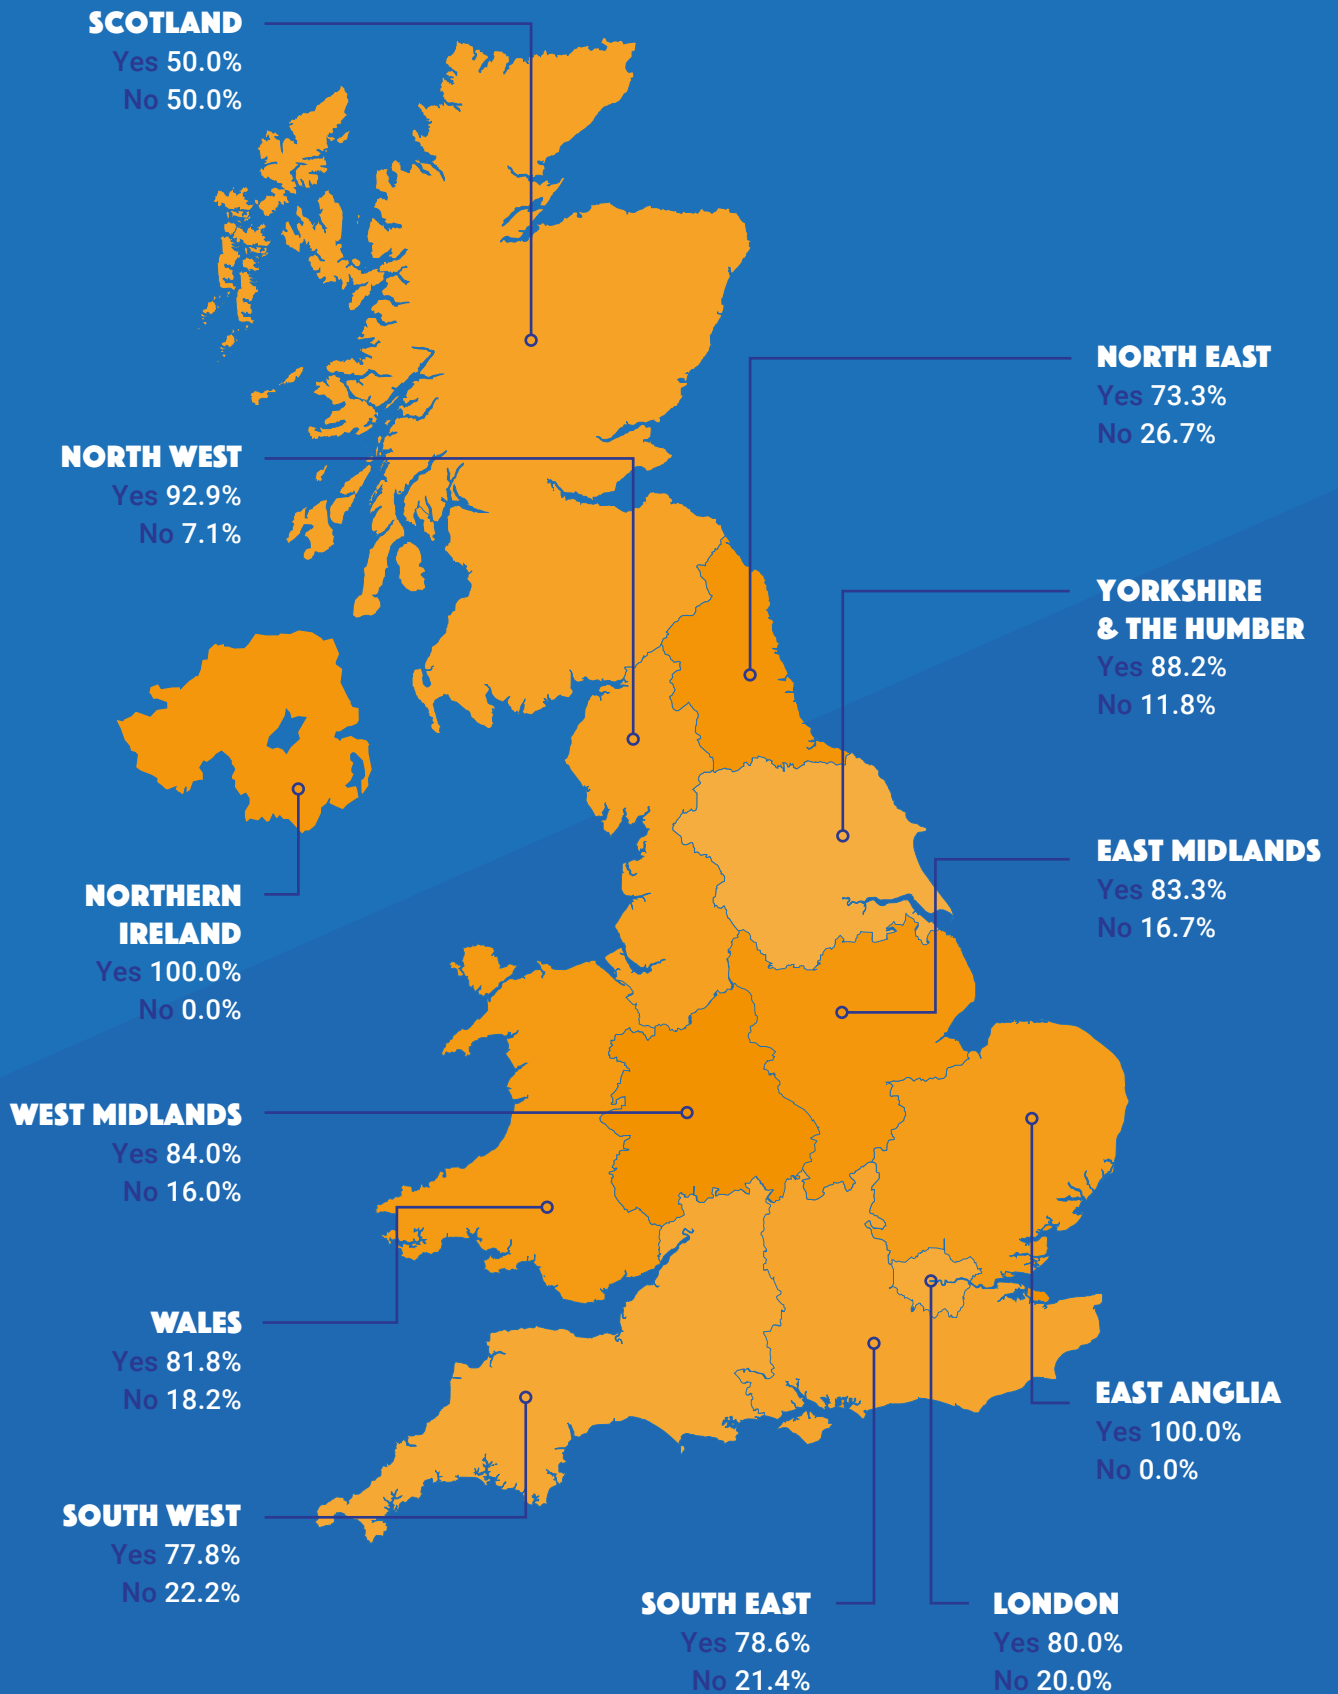 SCOTLAND
Yes 50.0%
No 50.0%
NORTH EAST
Yes 73.3%
No 26.7%
NORTH WEST
Yes 92.9%
No 7.1%
YORKSHIRE
& THE HUMBER
Yes 88.2%
No 11.8%
EAST MIDLANDS
Yes 83.3%
No 16.7%
NORTHERN
IRELAND
Yes 100.0%
No 0.0%
WEST MIDLANDS
Yes 84.0%
No 16.0%
WALES
Yes 81.8%
No 18.2%
EAST ANGLIA
Yes 100.0%
No 0.0%
SOUTH WEST
Yes 77.8%
No 22.2%
SOUTH EAST
Yes 78.6%
No 21.4%
LONDON
Yes 80.0%
No 20.0%